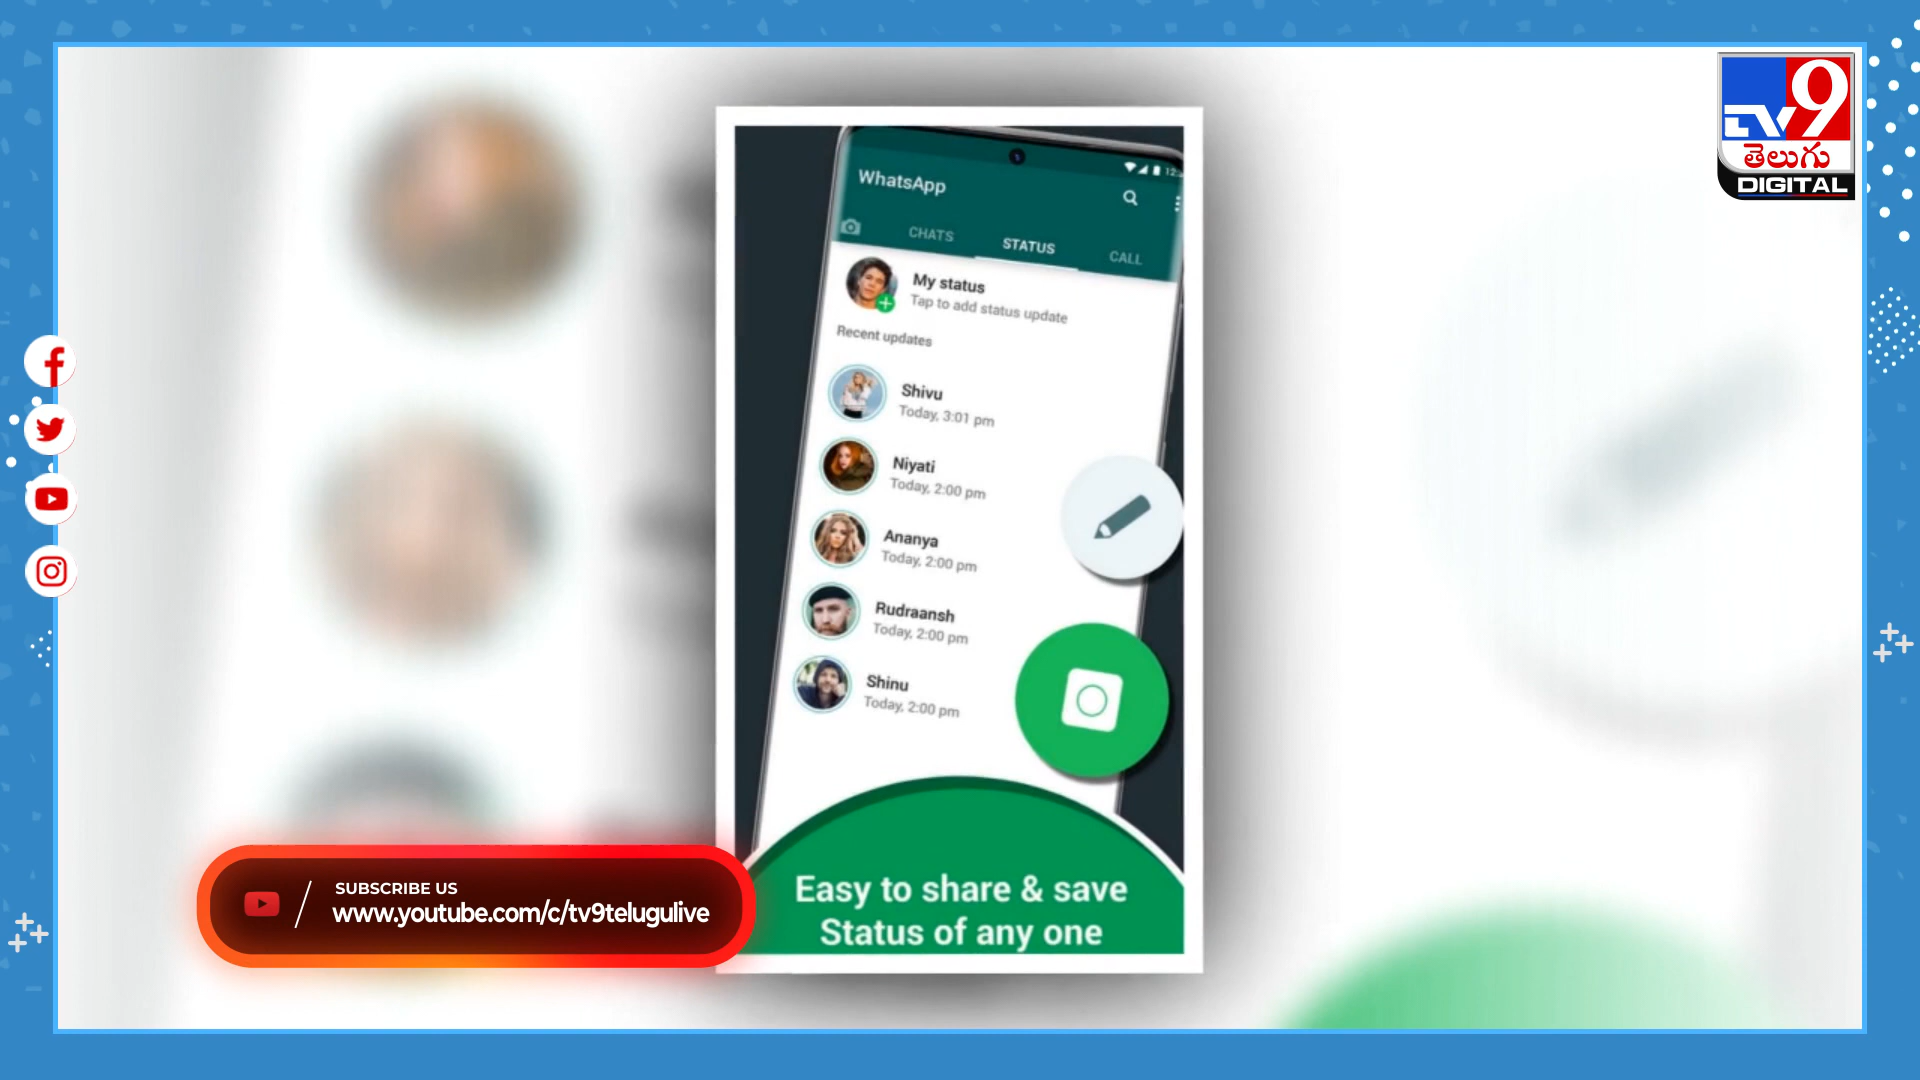 TV9
తెలుగు
DIGITAL
WhatsApp
CHATS
STATUS
CALL
My status
Tap to add status update
Recent updates
Shivu
Today, 3:01 pm
Niyati
Today, 2:00 pm
Ananya
Today, 2:00 pm
Rudraansh
Today, 2:00 pm
Shinu
Today, 2:00 pm
Easy to share & save
Status of any one
SUBSCRIBE US
www.youtube.com/c/tv9telugulive